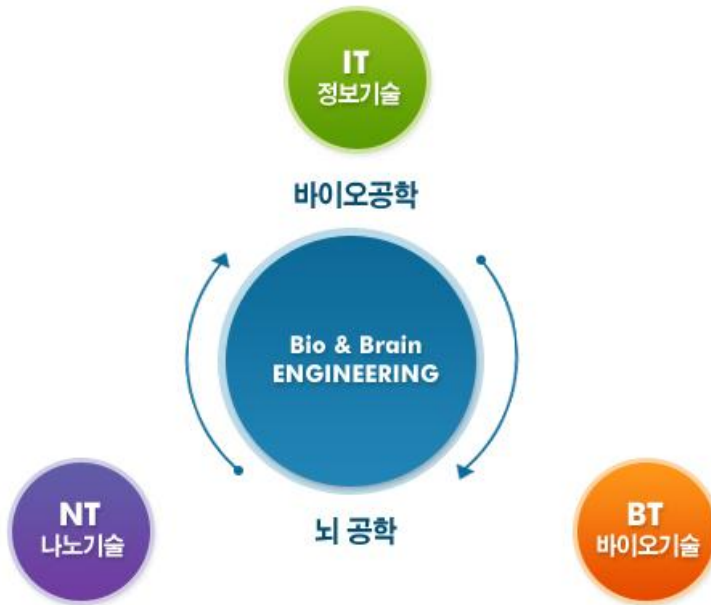 IT
정보기술
바이오공학
Bio & Brain
ENGINEERING
NT
나노기술
뇌 공학
BT
바이오기술